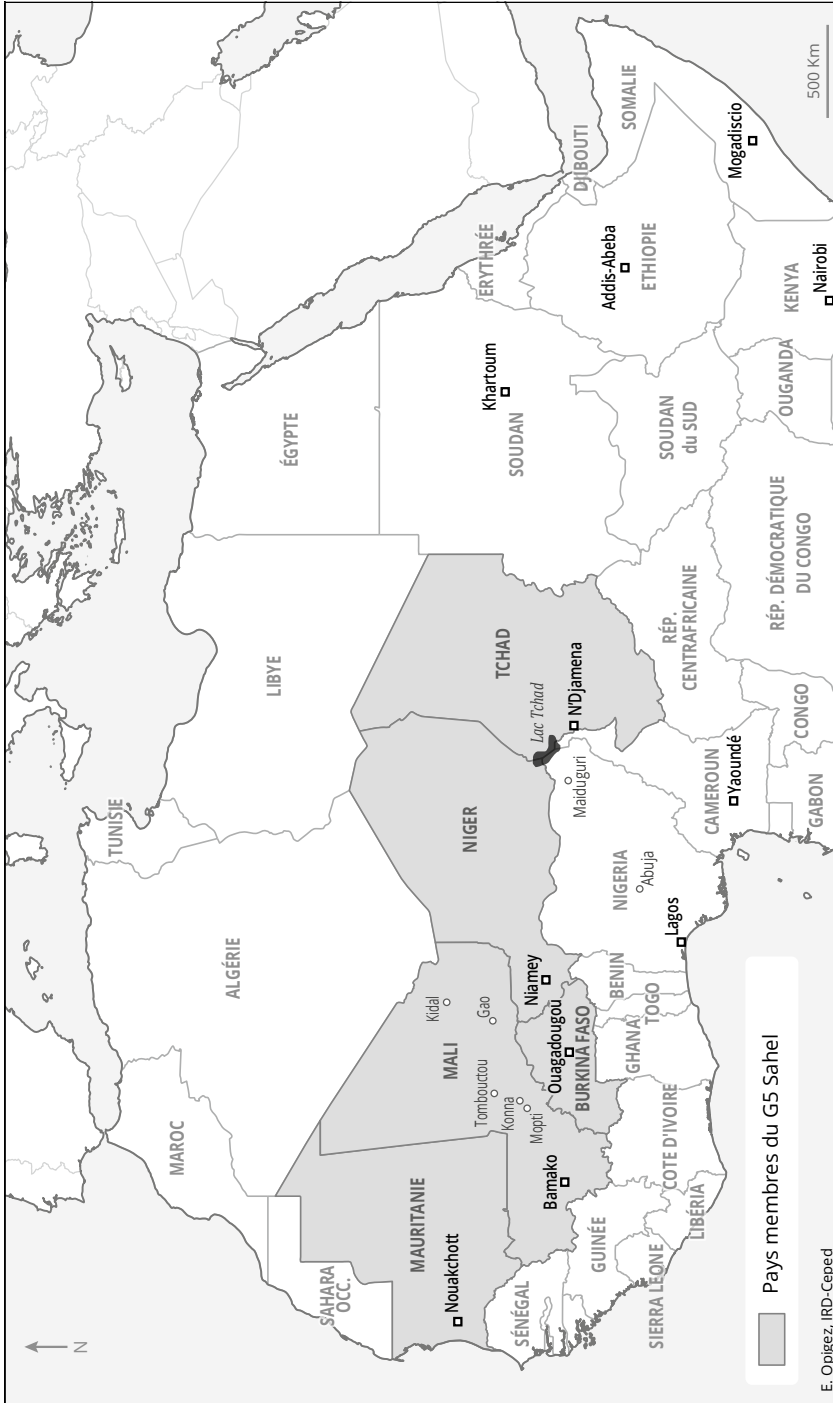 N
TUNISIE
MAROC
ALGÉRIE
LIBYE
ÉGYPTE
SAHARA
OCC.
MAURITANIE
Nouakchott
MALI
Kidal
Gao
Tombouctou
Konna
Mopti
Bamako
NIGER
Niamey
TCHAD
Lac Tchad
N'Djamena
SOUDAN
Khartoum
ERYTHRÉE
DJIBOUTI
SOMALIE
Mogadiscio
Addis-Abeba
ETHIOPIE
SOUDAN
du SUD
SÉNÉGAL
GUINÉE
SIERRA LEONE
LIBÉRIA
COTE D'IVOIRE
Ouagadougou
BURKINA FASO
GHANA
TOGO
BENIN
NIGERIA
Abuja
Maiduguri
Lagos
CAMEROUN
Yaoundé
RÉP.
CENTRAFRICAINE
GABON
CONGO
RÉP. DÉMOCRATIQUE
DU CONGO
OUGANDA
KENYA
Nairobi
Pays membres du G5 Sahel
500 Km
E. Opigez, IRD-Ceped